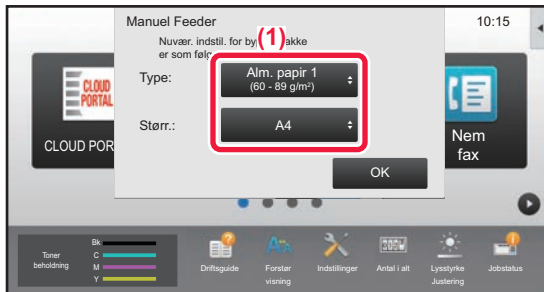 Manuel Feeder
10:15
Nuvær. indstil. for by
akke
(1)
er som følg
Type:
Alm. papir 1
(60 - 89 g/m²)
Størr.:
A4
OK
CLOUD
PORTAL
CLOUD POR
Nem
fax
Toner
beholdning
Bk
C
M
Y
Driftsguide
Forstør
visning
Indstillinger
Antal i alt
Lysstyrke
Justering
Jobstatus